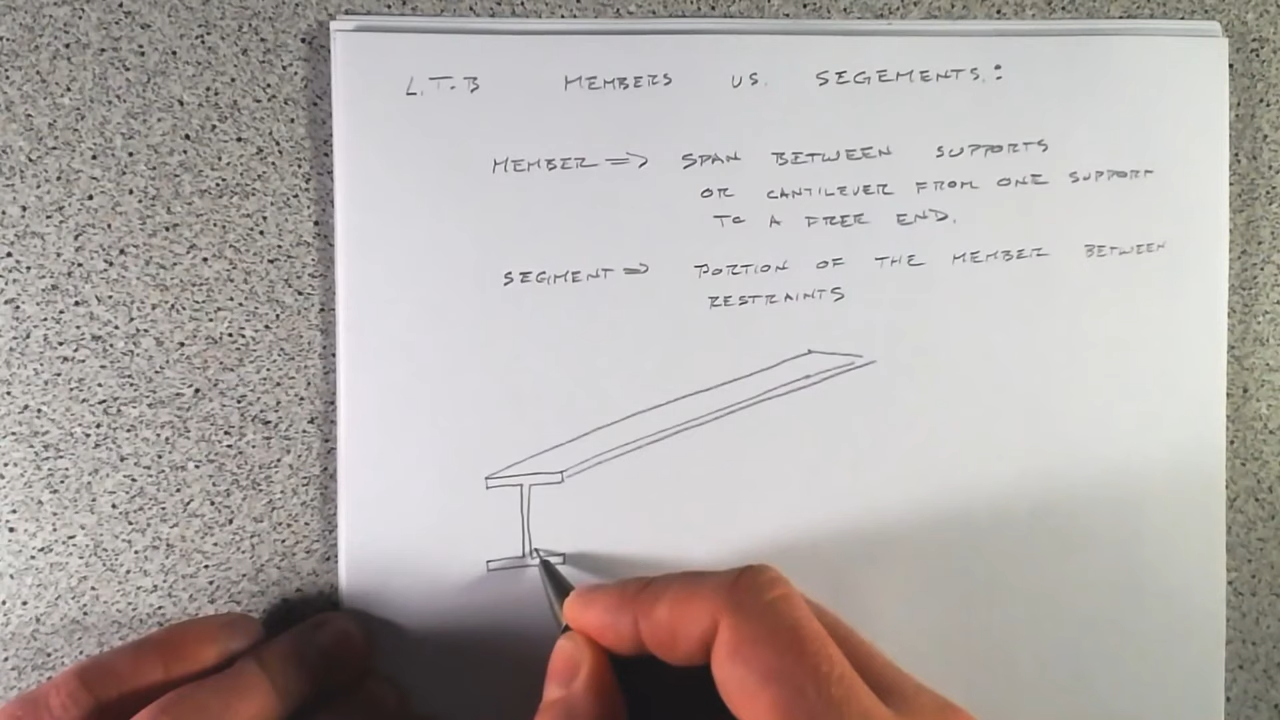 L.T.B MEMBERS VS. SEGEMENTS.:
MEMBER => SPAN BETWEEN SUPPORTS
OR CANTILEVER FROM ONE SUPPORT
TO A FREE END.
SEGMENT => PORTION OF THE MEMBER BETWEEN
RESTRAINTS